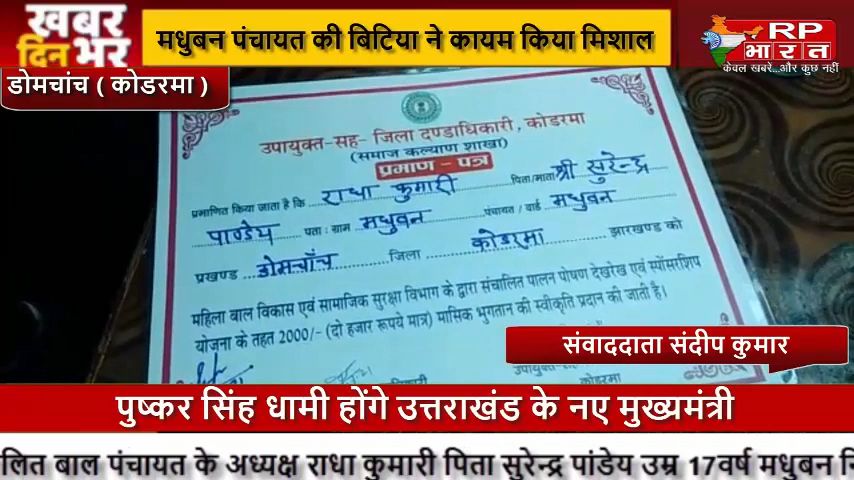 खबर
दिन भर
मधुबन पंचायत की बिटिया ने कायम किया मिशाल
RP
भारत
केवल खबरें...और कुछ नहीं
डोमचांच ( कोडरमा )
उपायुक्त-सह- जिला दण्डाधिकारी, कोडरमा
(समाज कल्याण शाखा)
प्रमाण - पत्र
प्रमाणित किया जाता है कि राधा कुमारी पिता/माता श्री सुरेन्द्र
पाण्डेय पता : ग्राम मधुबन पंचायत / वार्ड मधुबन
प्रखण्ड डोमचाँच जिला कोडरमा झारखण्ड को
महिला बाल विकास एवं सामाजिक सुरक्षा विभाग के द्वारा संचालित पालन पोषण देखरेख एवं स्पोंसरशिप
योजना के तहत 2000/- (दो हजार रूपये मात्र) मासिक भुगतान की स्वीकृति प्रदान की जाती है।
संवाददाता संदीप कुमार
कोडरमा
पुष्कर सिंह धामी होंगे उत्तराखंड के नए मुख्यमंत्री
लित बाल पंचायत के अध्यक्ष राधा कुमारी पिता सुरेन्द्र पांडेय उम्र 17वर्ष मधुबन